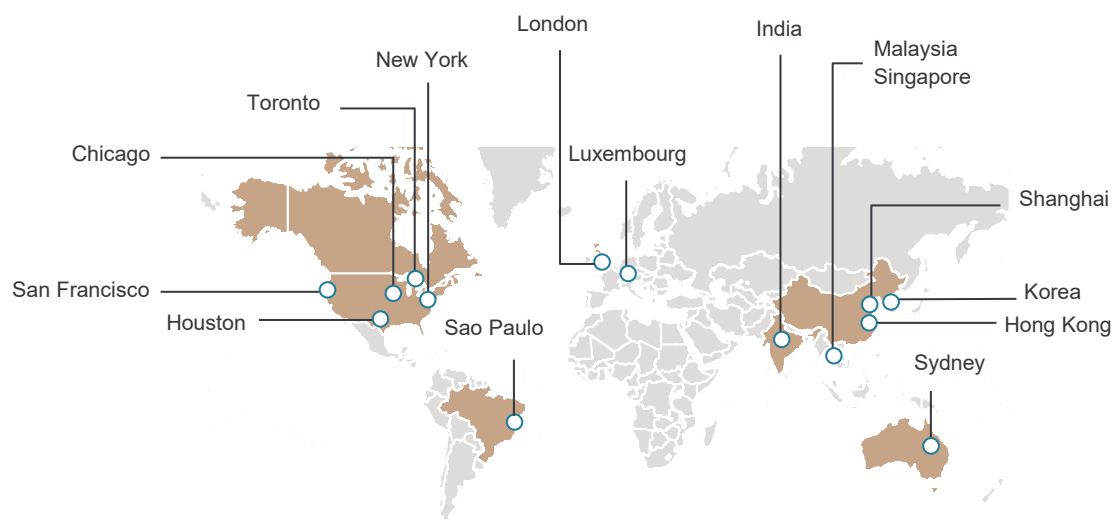 London
India
Malaysia
Singapore
New York
Toronto
Chicago
Luxembourg
Shanghai
San Francisco
Korea
Houston
Sao Paulo
Hong Kong
Sydney